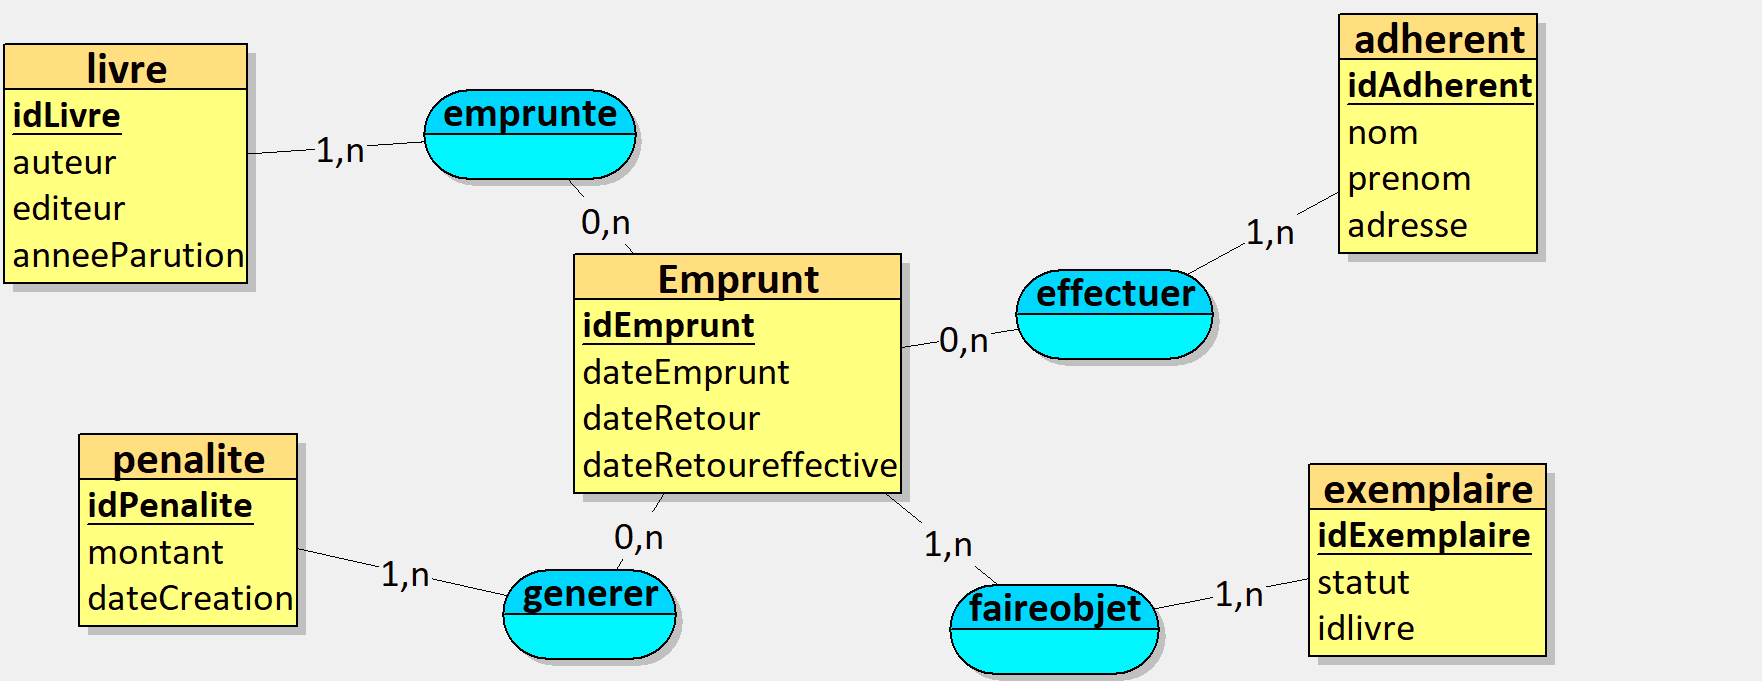 livre
idLivre
auteur
editeur
anneeParution
1,n
emprunte
0,n
adherent
idAdherent
nom
prenom
adresse
1,n
effectuer
0,n
Emprunt
idEmprunt
dateEmprunt
dateRetour
dateRetoureffective
penalite
idPenalite
montant
dateCreation
1,n
generer
0,n
1,n
faireobjet
1,n
exemplaire
idExemplaire
statut
idlivre